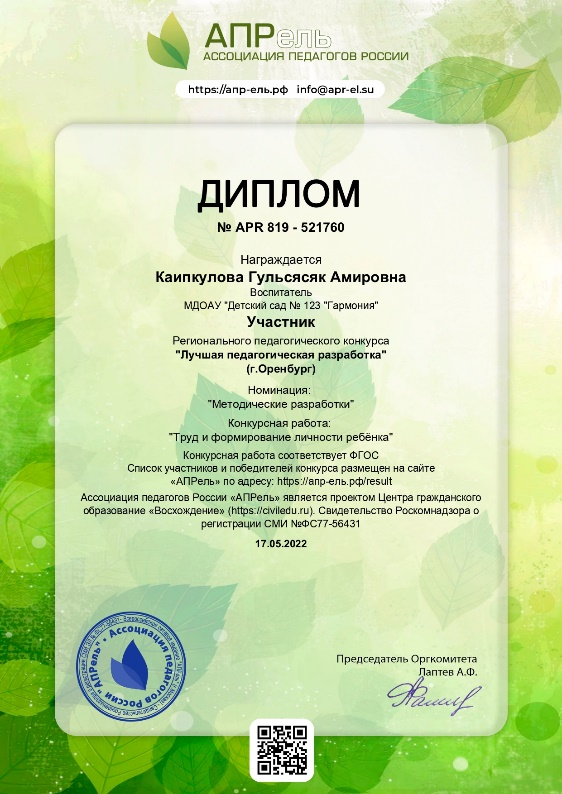 АПРель
АССОЦИАЦИЯ ПЕДАГОГОВ РОССИИ
https://апр-ель.рф info@apr-el.su
ДИПЛОМ
№ APR 819 - 521760
Награждается
Каипкулова Гульсясяк Амировна
Воспитатель
МДОАУ "Детский сад № 123 "Гармония"
Участник
Регионального педагогического конкурса
"Лучшая педагогическая разработка"
(г.Оренбург)
Номинация:
"Методические разработки"
Конкурсная работа:
"Труд и формирование личности ребёнка"
Конкурсная работа соответствует ФГОС
Список участников и победителей конкурса размещен на сайте
«АПРель» по адресу: https://апр-ель.рф/result
Ассоциация педагогов России «АПРель» является проектом Центра гражданского
образование «Восхождение» (https://civiledu.ru). Свидетельство Роскомнадзора о
регистрации СМИ №ФС77-56431
17.05.2022
Ассоциация педагогов России "АПРель"
Председатель Оргкомитета
Лаптев А.Ф.